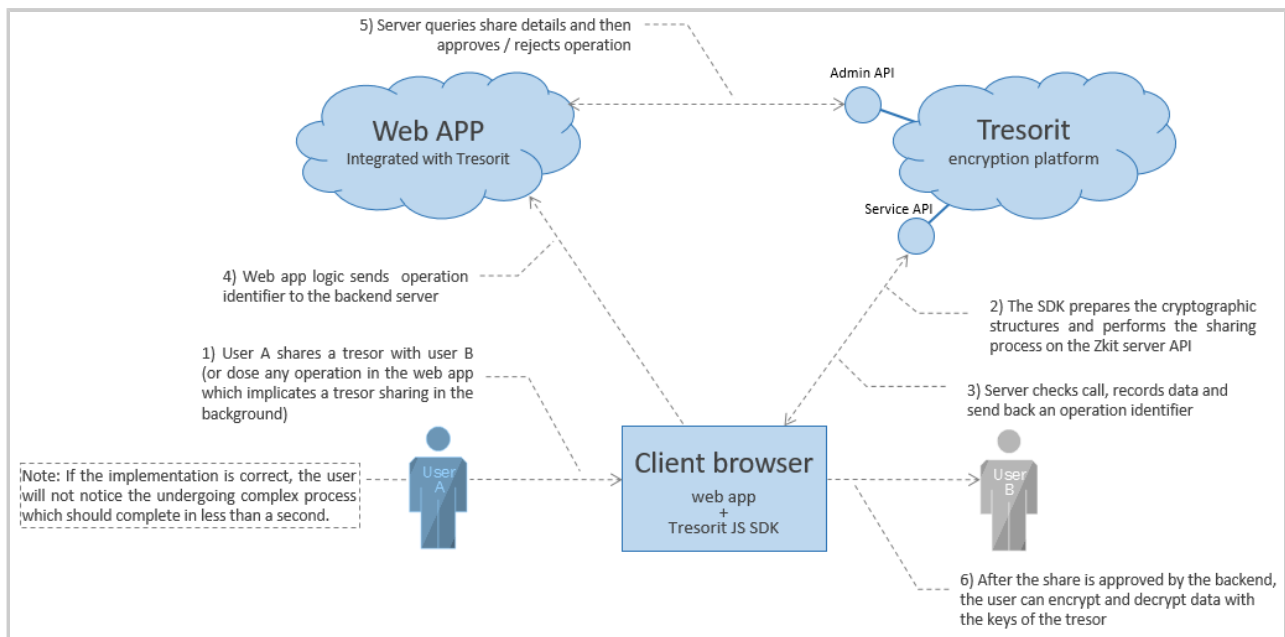 5) Server queries share details and then
approves / rejects operation
Admin API
Web APP
Integrated with Tresorit
Tresorit
encryption platform
Service API
4) Web app logic sends operation
identifier to the backend server
2) The SDK prepares the cryptographic
structures and performs the sharing
process on the Zkit server API
1) User A shares a tresor with user B
(or dose any operation in the web app
which implicates a tresor sharing in the
background)
3) Server checks call, records data and
send back an operation identifier
Note: If the implementation is correct, the user
will not notice the undergoing complex process
which should complete in less than a second.
User
A
Client browser
web app
+
Tresorit JS SDK
User
B
6) After the share is approved by the backend,
the user can encrypt and decrypt data with
the keys of the tresor